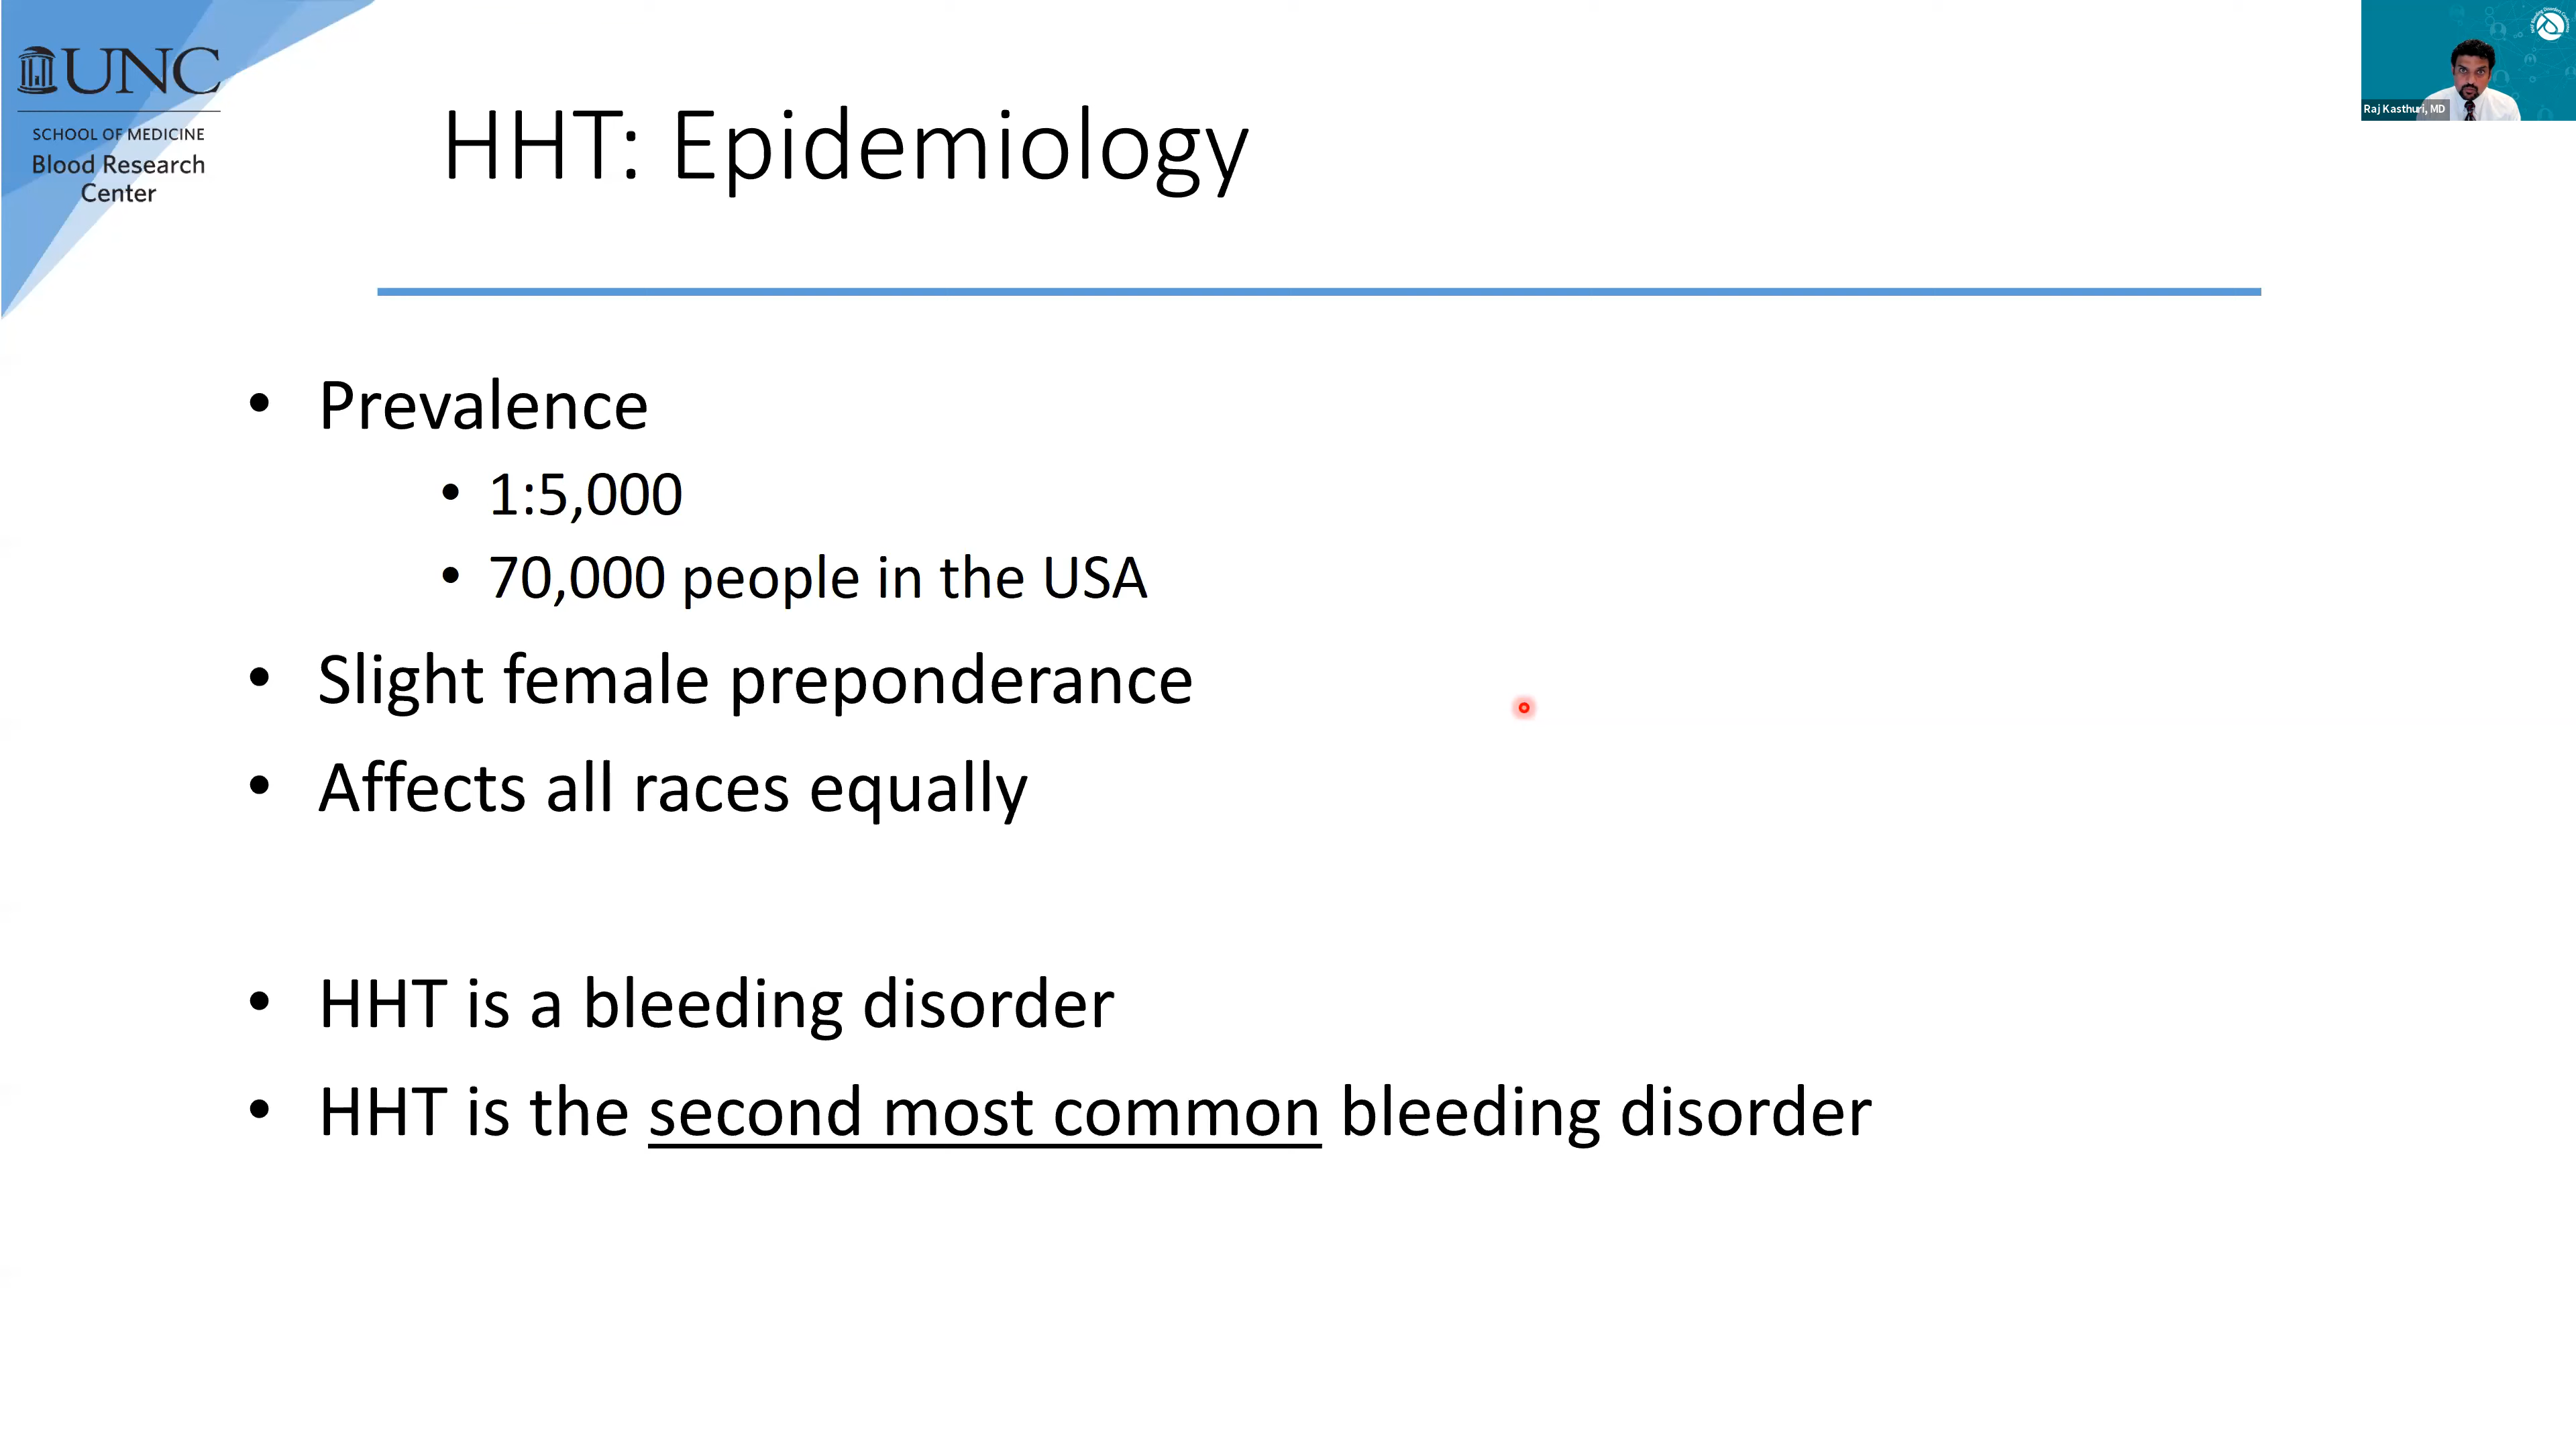 UNC
SCHOOL OF MEDICINE
Blood Research
Center
HHT: Epidemiology
Raj Kasthuri, MD
• Prevalence
• 1:5,000
• 70,000 people in the USA
• Slight female preponderance
• Affects all races equally
• HHT is a bleeding disorder
• HHT is the second most common bleeding disorder